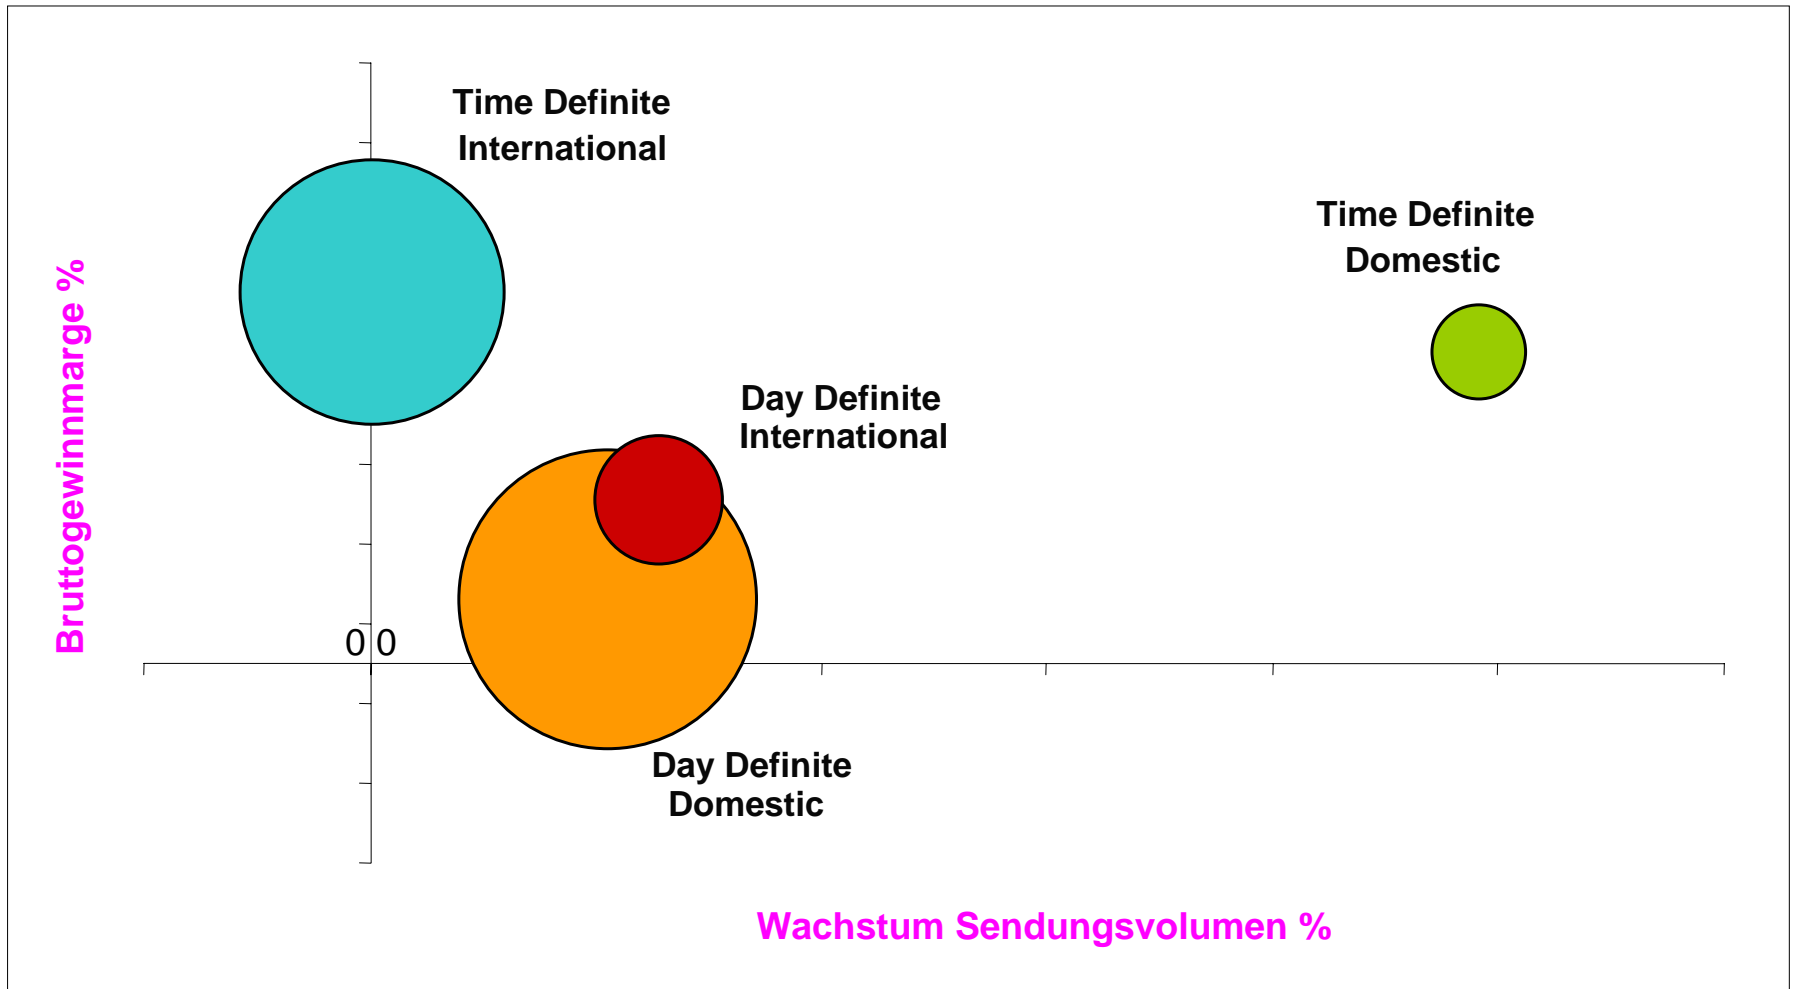 Time Definite
International
Time Definite
Domestic
Bruttogewinnmarge %
Day Definite
International
0 0
Day Definite
Domestic
Wachstum Sendungsvolumen %